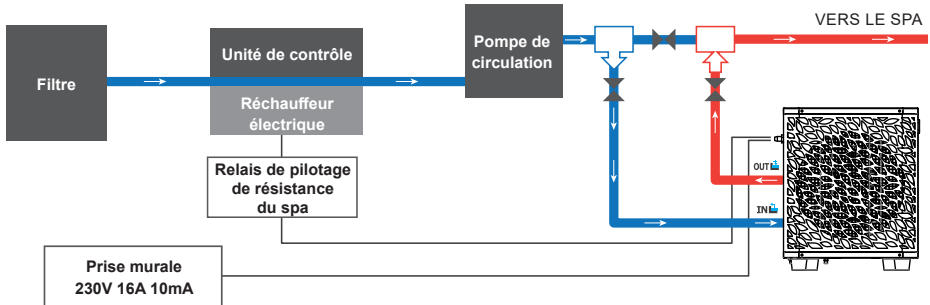 VERS LE SPA
Filtre
Unité de contrôle
Réchauffeur
électrique
Pompe de
circulation
Relais de pilotage
de résistance
du spa
OUT
IN
Prise murale
230V 16A 10mA